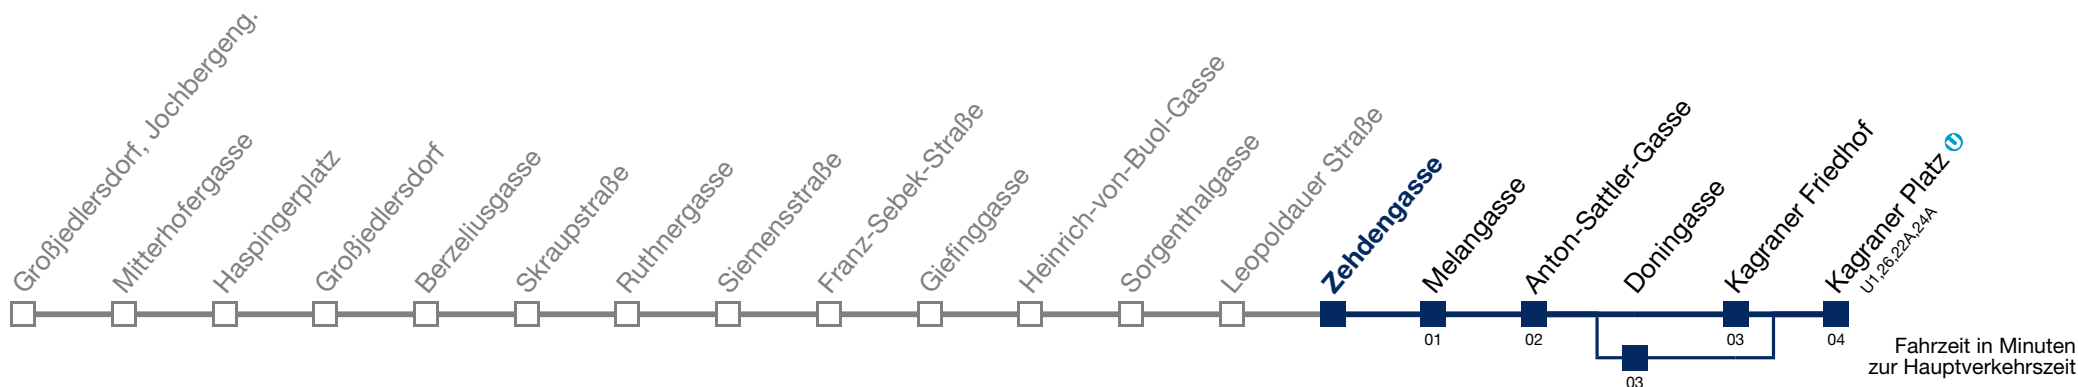 Großjedlersdorf, Jochbergeng.
Mitterhofergasse
Haspingerplatz
Großjedlersdorf
Berzeliusgasse
Skraupstraße
Ruthnergasse
Siemensstraße
Franz-Sebek-Straße
Giefinggasse
Heinrich-von-Buol-Gasse
Sorgenthalgasse
Leopoldauer Straße
Zehdengasse
Melangasse
Anton-Sattler-Gasse
Doningasse
Kagraner Friedhof
Kagraner Platz U
U1,26,22A,24A
01
02
03
04
03
Fahrzeit in Minuten
zur Hauptverkehrszeit